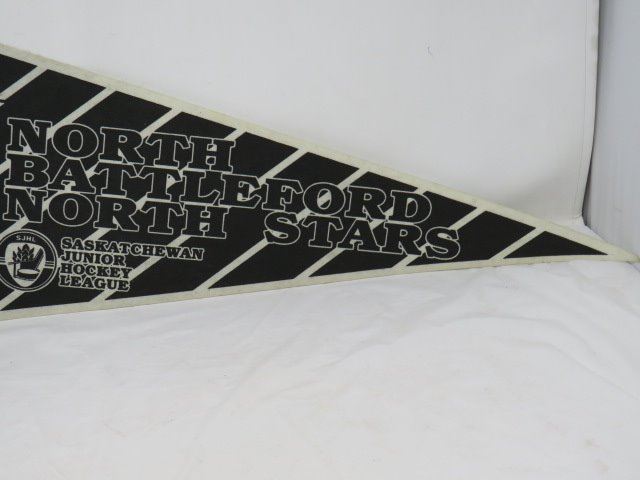 NORTH
BATTLEFORD
NORTH STARS
SJHL
SASKATCHEWAN
JUNIOR
HOCKEY
LEAGUE